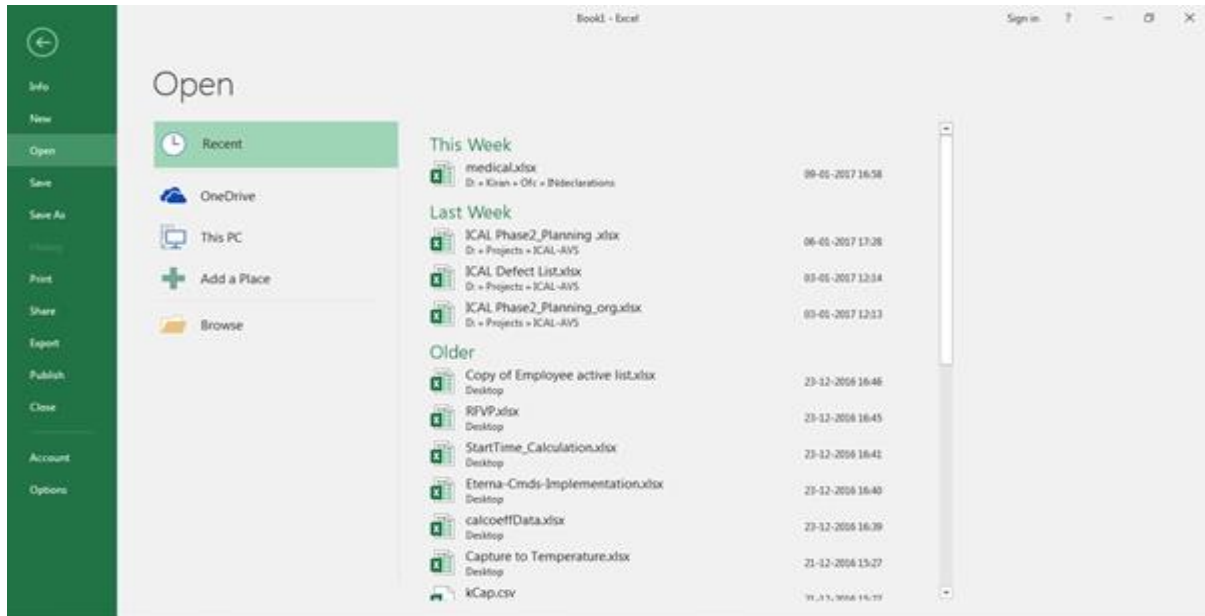 Book1 - Excel
Sign in ?
Info
New
Open
Save
Save As
History
Print
Share
Export
Publish
Close
Account
Options
Open
Recent
OneDrive
This PC
Add a Place
Browse
This Week
medical.xlsx
D: » Kiran » Ofc » INdeclarations
09-01-2017 16:58
Last Week
ICAL Phase2_Planning .xlsx
D: » Projects » ICAL-AVS
06-01-2017 17:28
ICAL Defect List.xlsx
D: » Projects » ICAL-AVS
03-01-2017 12:14
ICAL Phase2_Planning_org.xlsx
D: » Projects » ICAL-AVS
03-01-2017 12:13
Older
Copy of Employee active list.xlsx
Desktop
23-12-2016 16:46
RFVP.xlsx
Desktop
23-12-2016 16:45
StartTime_Calculation.xlsx
Desktop
23-12-2016 16:41
Eterna-Cmds-Implementation.xlsx
Desktop
23-12-2016 16:40
calcoeffData.xlsx
Desktop
23-12-2016 16:39
Capture to Temperature.xlsx
Desktop
21-12-2016 15:27
kCap.csv